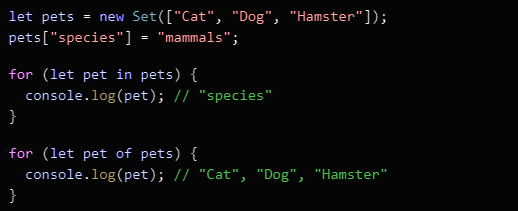 let pets = new Set(["Cat", "Dog", "Hamster"]);
pets["species"] = "mammals";
for (let pet in pets) {
console.log(pet); // "species"
}
for (let pet of pets) {
console.log(pet); // "Cat", "Dog", "Hamster"
}